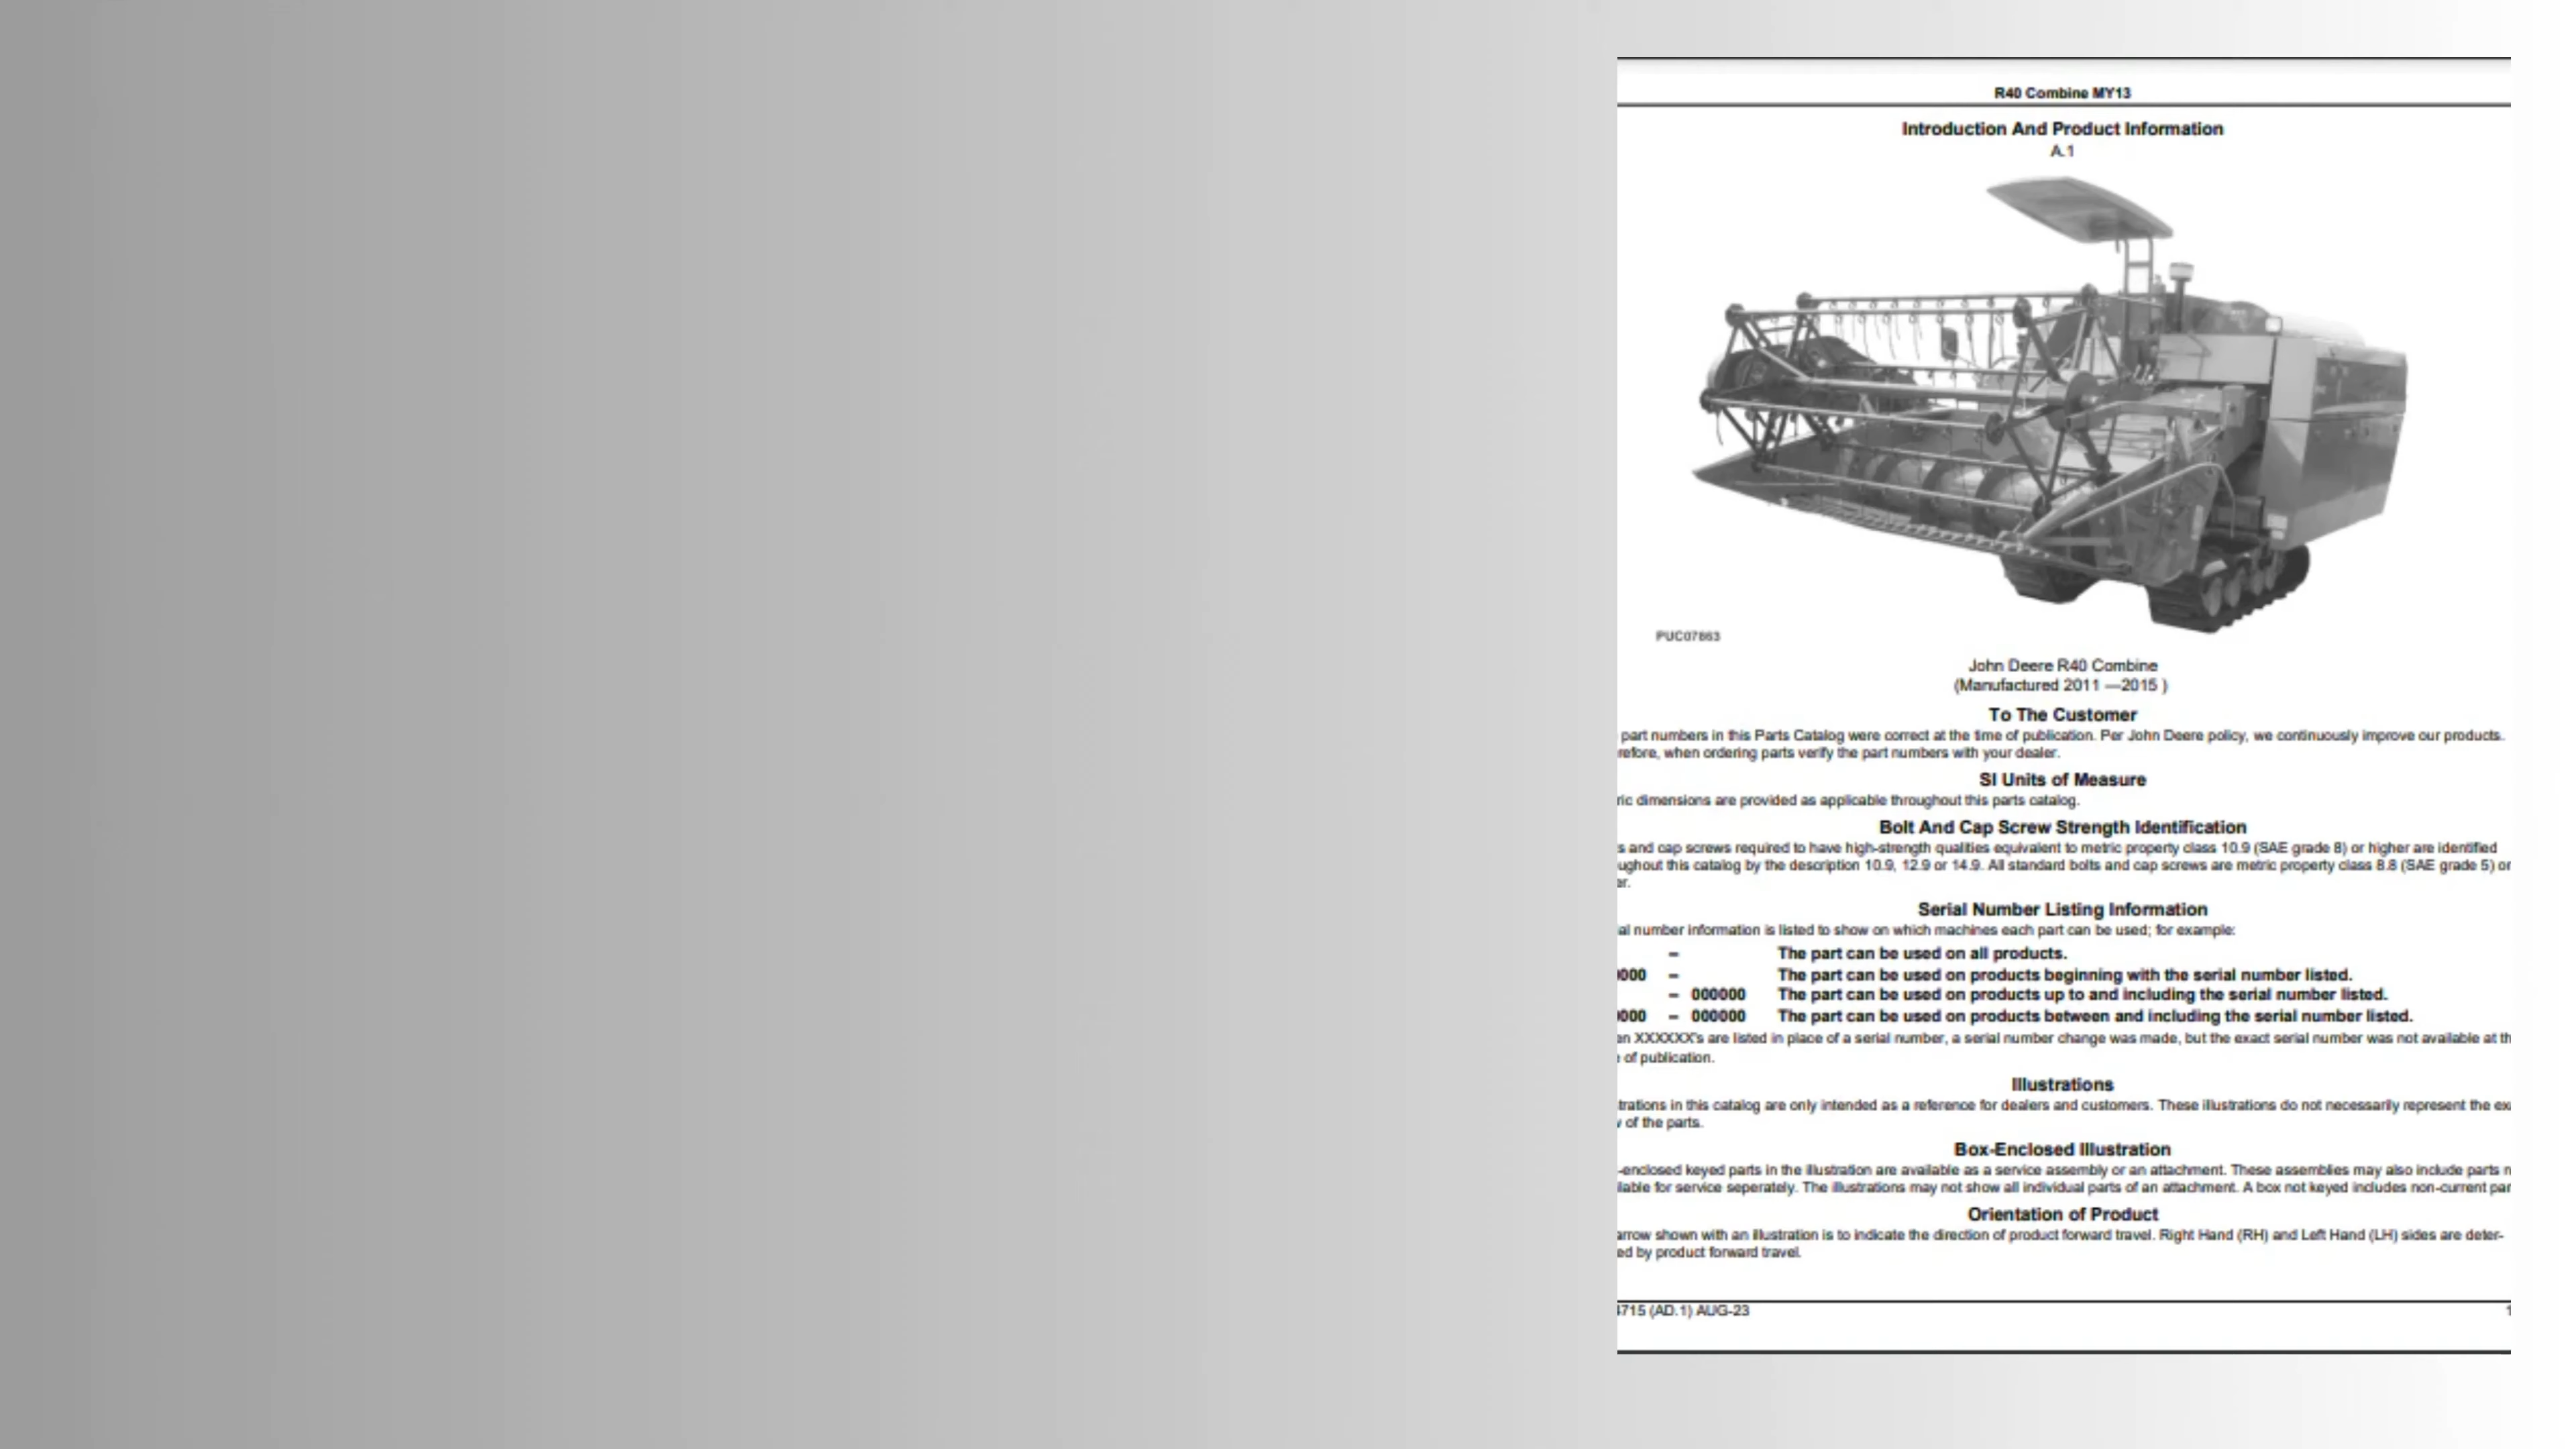 R40 Combine MY13
Introduction And Product Information
A.1
PUC07863
John Deere R40 Combine
(Manufactured 2011 —2015 )
To The Customer
part numbers in this Parts Catalog were correct at the time of publication. Per John Deere policy, we continuously improve our products.
refore, when ordering parts verify the part numbers with your dealer.
SI Units of Measure
ric dimensions are provided as applicable throughout this parts catalog.
Bolt And Cap Screw Strength Identification
s and cap screws required to have high-strength qualities equivalent to metric property class 10.9 (SAE grade 8) or higher are identified
ughout this catalog by the description 10.9, 12.9 or 14.9. All standard bolts and cap screws are metric property class 8.8 (SAE grade 5) or
er.
Serial Number Listing Information
al number information is listed to show on which machines each part can be used; for example:
– The part can be used on all products.
000 – The part can be used on products beginning with the serial number listed.
– 000000 The part can be used on products up to and including the serial number listed.
000 – 000000 The part can be used on products between and including the serial number listed.
en XXXXXX's are listed in place of a serial number, a serial number change was made, but the exact serial number was not available at th
e of publication.
Illustrations
trations in this catalog are only intended as a reference for dealers and customers. These illustrations do not necessarily represent the ex
of the parts.
Box-Enclosed Illustration
-enclosed keyed parts in the illustration are available as a service assembly or an attachment. These assemblies may also include parts n
ilable for service seperately. The illustrations may not show all individual parts of an attachment. A box not keyed includes non-current par
Orientation of Product
arrow shown with an illustration is to indicate the direction of product forward travel. Right Hand (RH) and Left Hand (LH) sides are deter-
ed by product forward travel.
4715 (AD.1) AUG-23
1